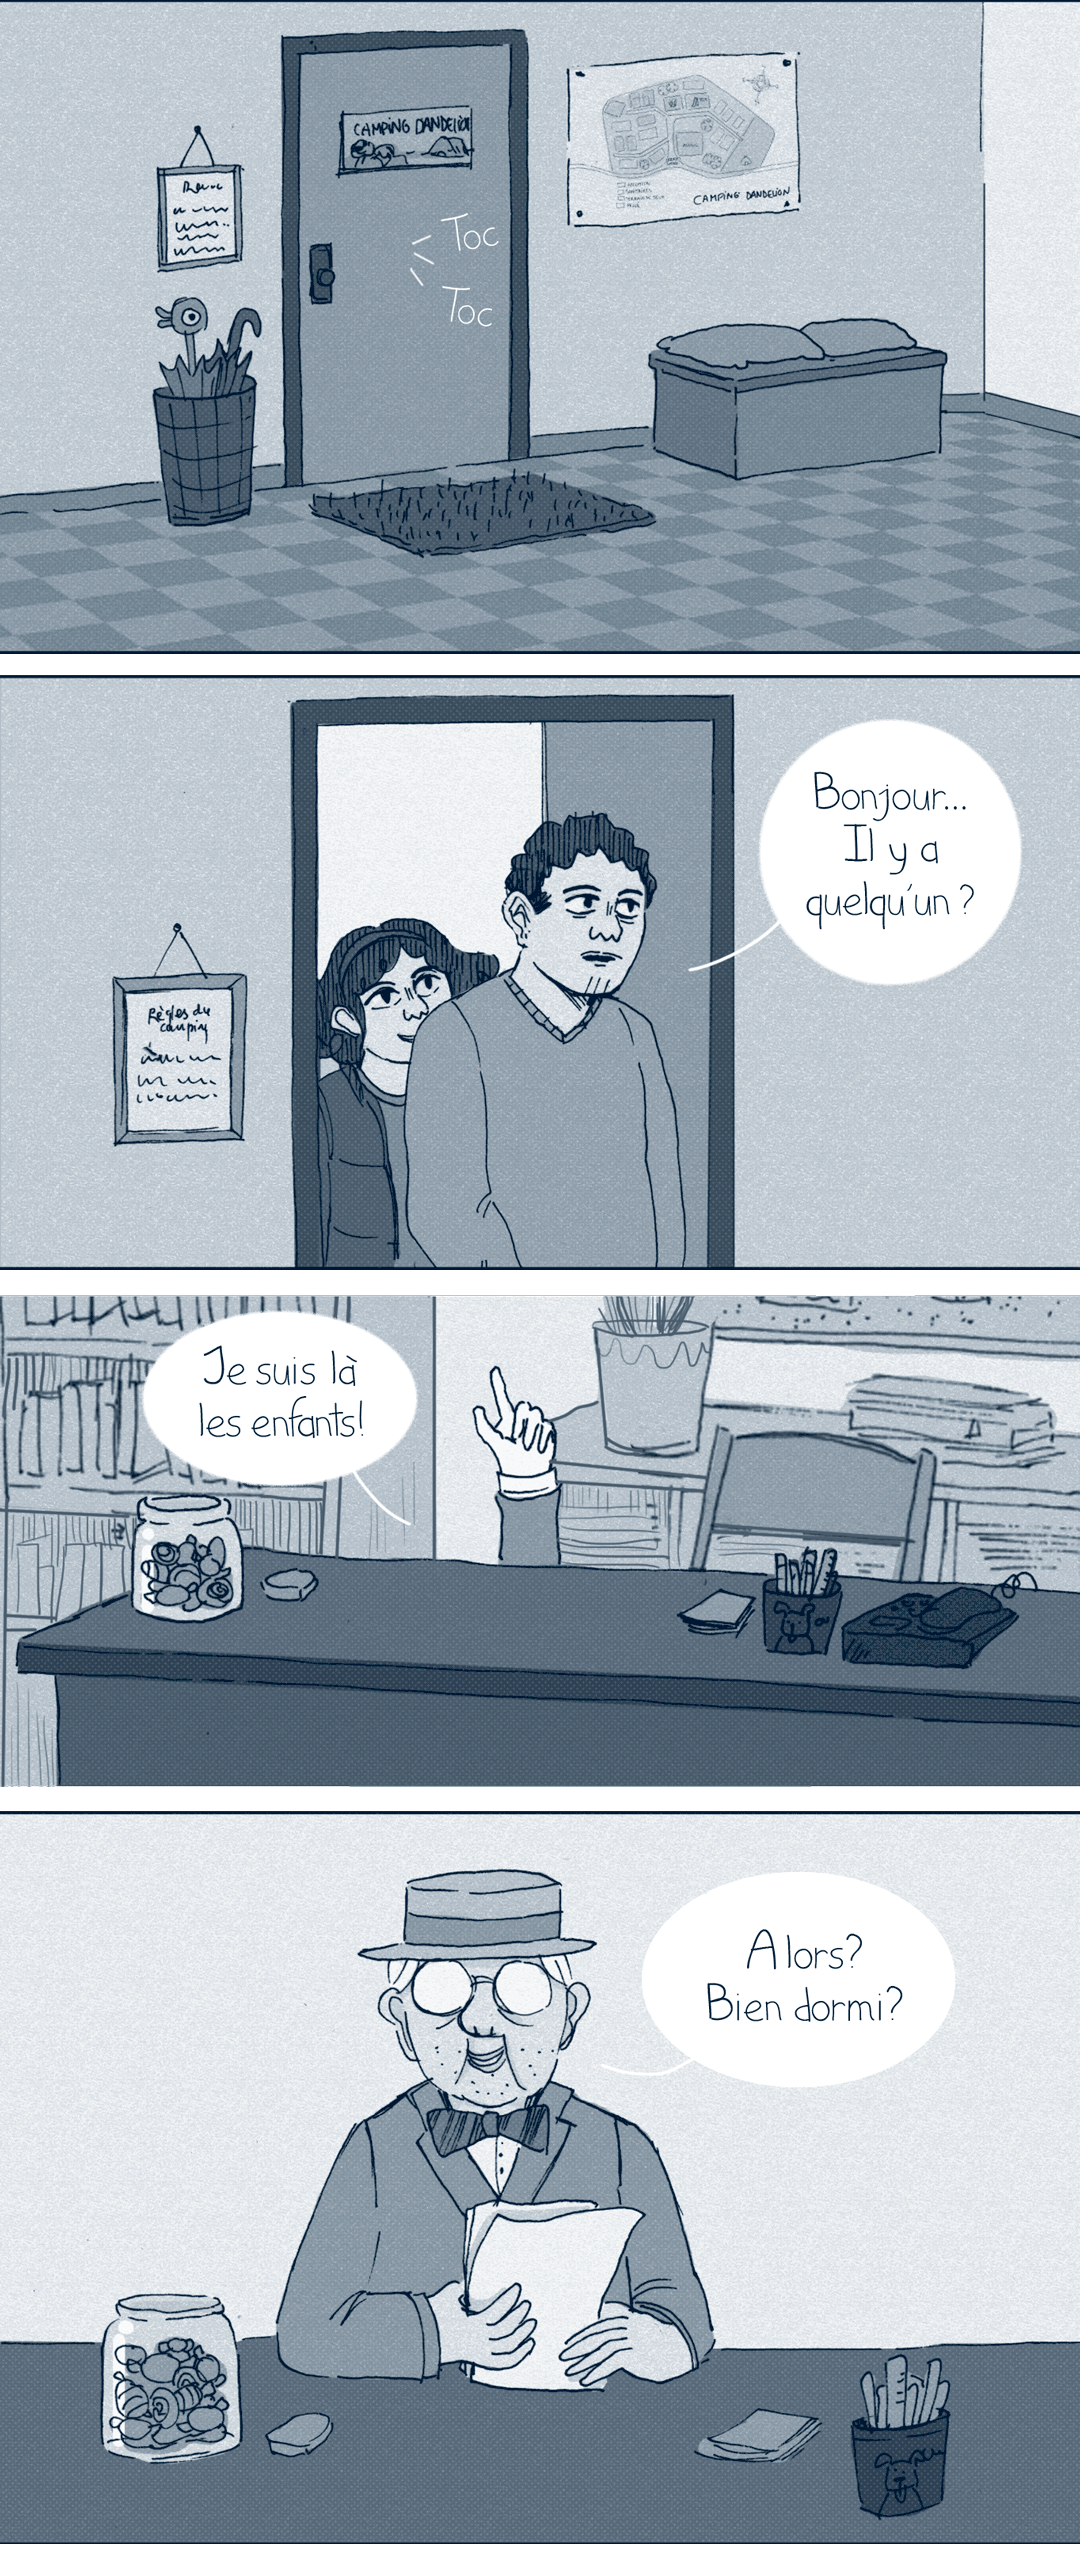 CAMPING DANDELION
Toc
Toc
CAMPING DANDELION
Bonjour...
Il y a
quelqu'un ?
Règles du
camping
Je suis là
les enfants!
Alors?
Bien dormi?